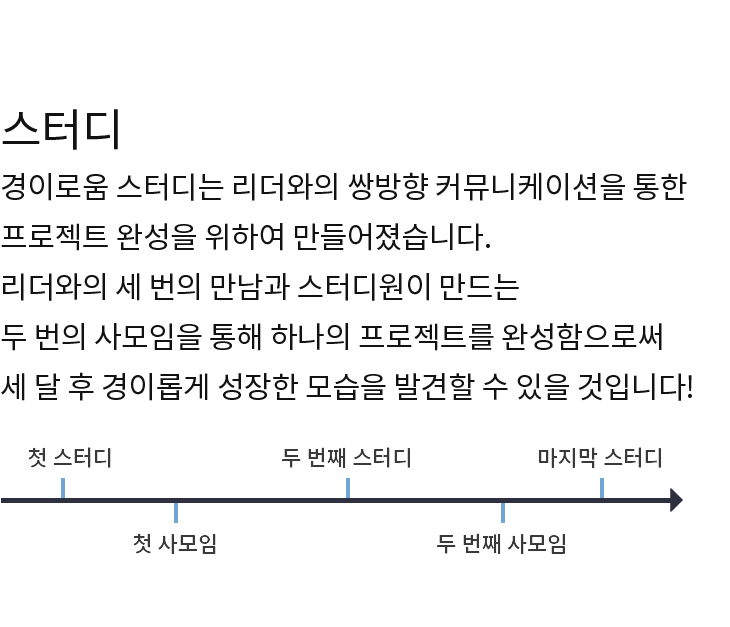 스터디
경이로움 스터디는 리더와의 쌍방향 커뮤니케이션을 통한
프로젝트 완성을 위하여 만들어졌습니다.
리더와의 세 번의 만남과 스터디원이 만드는
두 번의 사모임을 통해 하나의 프로젝트를 완성함으로써
세 달 후 경이롭게 성장한 모습을 발견할 수 있을 것입니다!
첫 스터디 두 번째 스터디 마지막 스터디
첫 사모임 두 번째 사모임